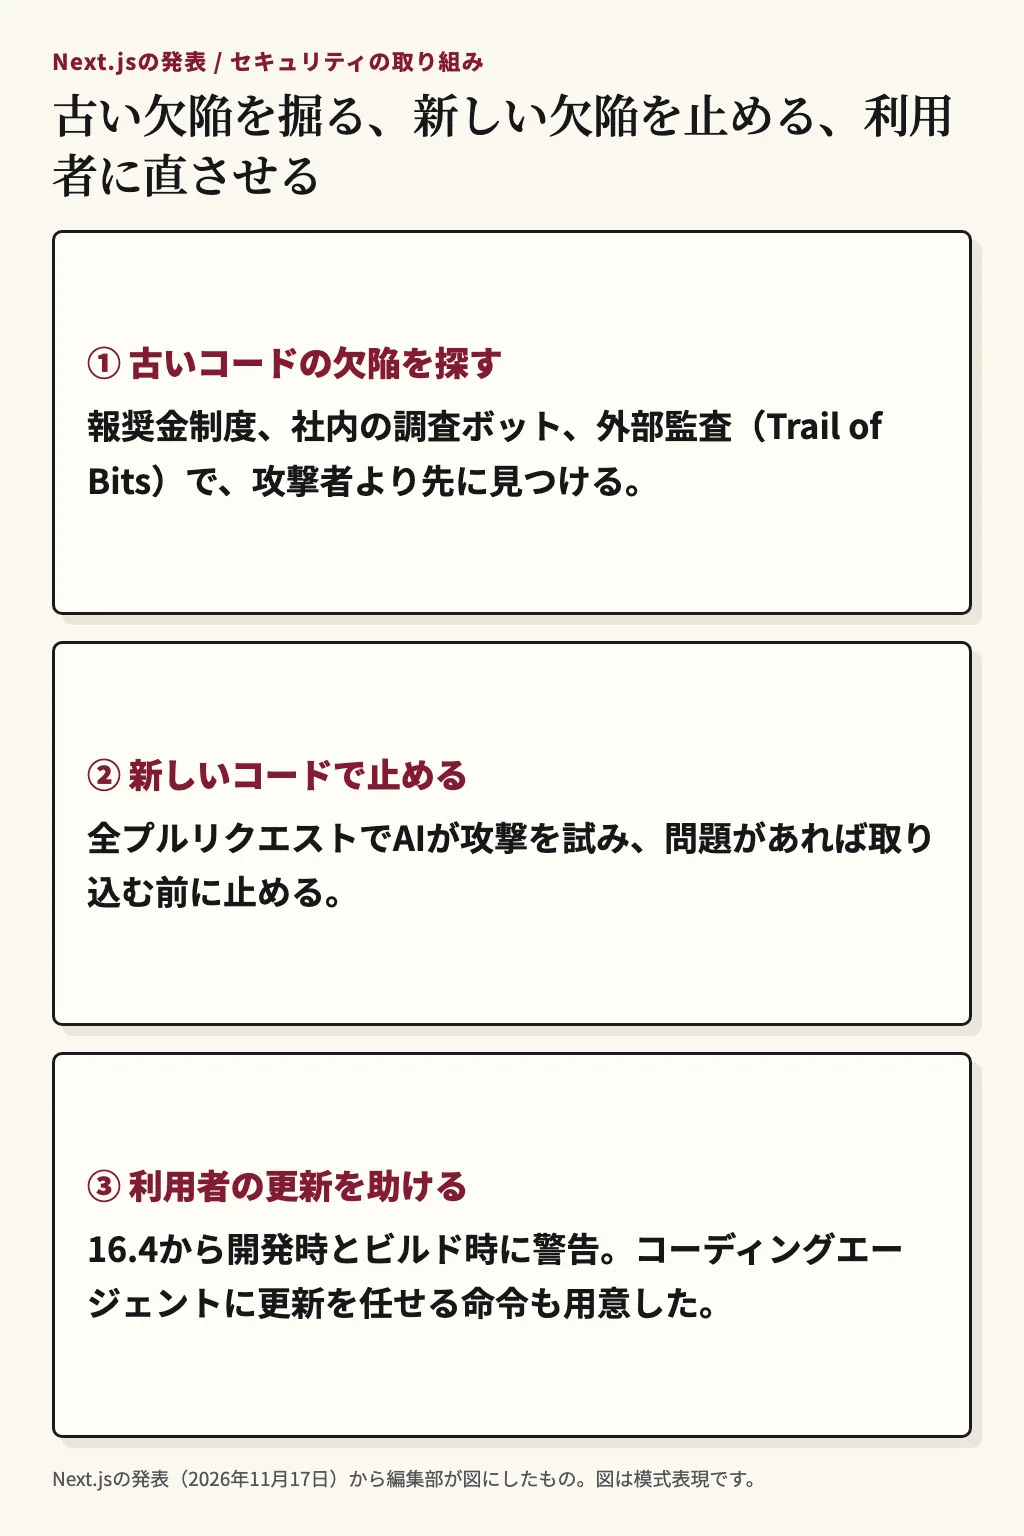 Next.jsの発表 / セキュリティの取り組み
古い欠陥を掘る、新しい欠陥を止める、利用
者に直させる
① 古いコードの欠陥を探す
報奨金制度、社内の調査ボット、外部監査（Trail of
Bits）で、攻撃者より先に見つける。
② 新しいコードで止める
全プルリクエストでAIが攻撃を試み、問題があれば取り
込む前に止める。
③ 利用者の更新を助ける
16.4から開発時とビルド時に警告。コーディングエー
ジェントに更新を任せる命令も用意した。
Next.jsの発表（2026年11月17日）から編集部が図にしたもの。図は模式表現です。